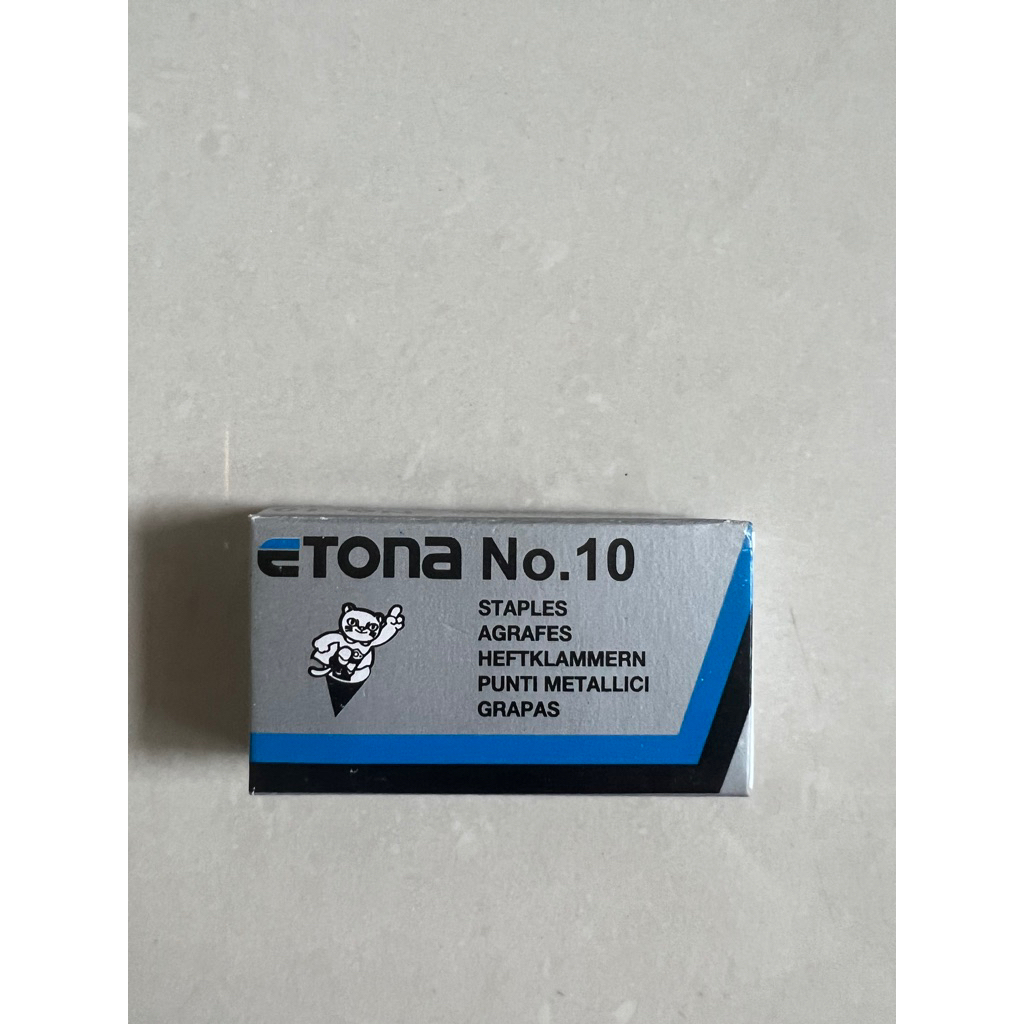 ETONA No.10
STAPLES
AGRAFES
HEFTKLAMMERN
PUNTI METALLICI
GRAPAS